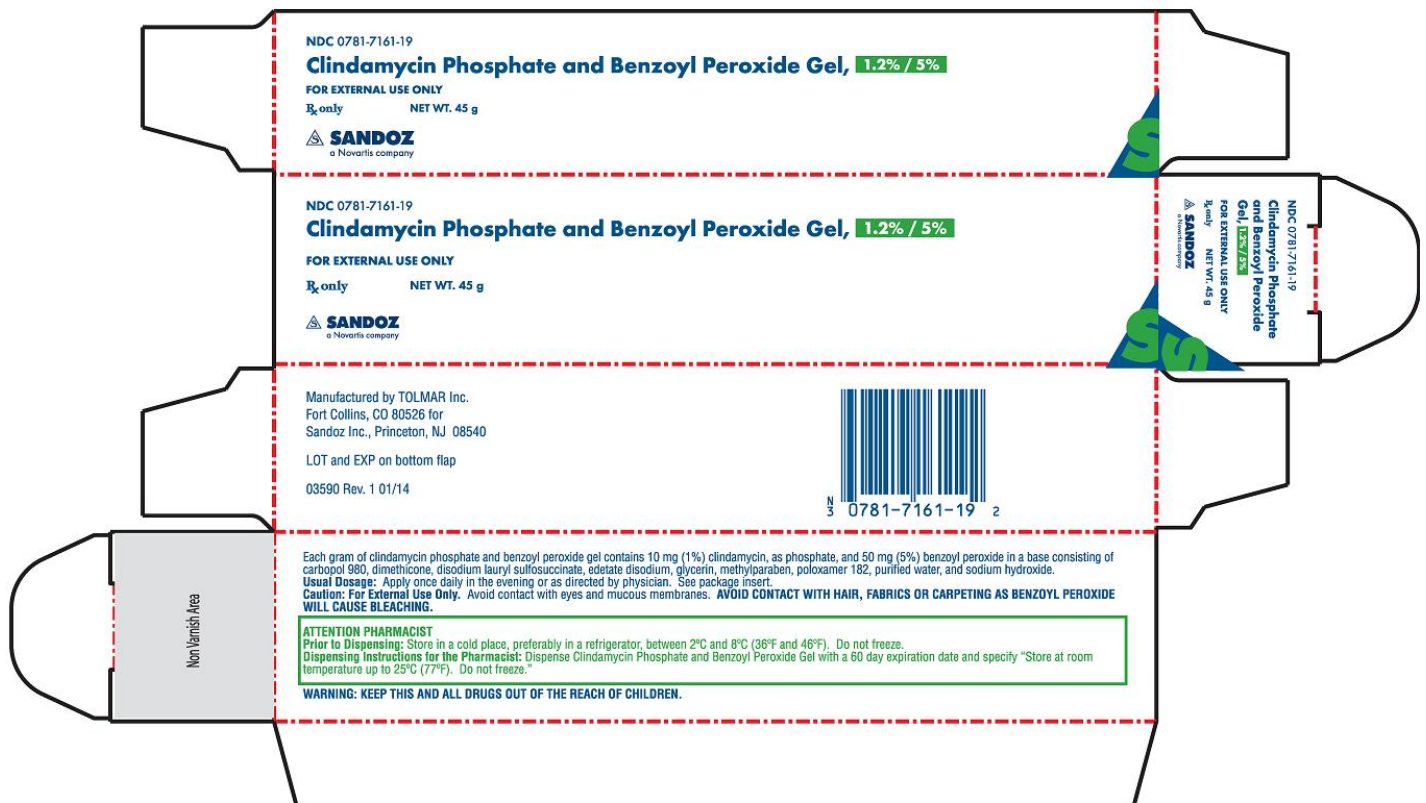 NDC 0781-7161-19
Clindamycin Phosphate and Benzoyl Peroxide Gel, 1.2% / 5%
FOR EXTERNAL USE ONLY
℞ only NET WT. 45 g
S SANDOZ
a Novartis company
S
NDC 0781-7161-19
Clindamycin Phosphate and Benzoyl Peroxide Gel, 1.2% / 5%
FOR EXTERNAL USE ONLY
℞ only NET WT. 45 g
S SANDOZ
a Novartis company
S
NDC 0781-7161-19
Clindamycin Phosphate
and Benzoyl Peroxide
Gel, 1.2% / 5%
FOR EXTERNAL USE ONLY
℞ only NET WT. 45 g
S SANDOZ
a Novartis company
S
Manufactured by TOLMAR Inc.
Fort Collins, CO 80526 for
Sandoz Inc., Princeton, NJ 08540
LOT and EXP on bottom flap
03590 Rev. 1 01/14
N
3 0781-7161-19 2
Non Varnish Area
Each gram of clindamycin phosphate and benzoyl peroxide gel contains 10 mg (1%) clindamycin, as phosphate, and 50 mg (5%) benzoyl peroxide in a base consisting of
carbopol 980, dimethicone, disodium lauryl sulfosuccinate, edetate disodium, glycerin, methylparaben, poloxamer 182, purified water, and sodium hydroxide.
Usual Dosage: Apply once daily in the evening or as directed by physician. See package insert.
Caution: For External Use Only. Avoid contact with eyes and mucous membranes. AVOID CONTACT WITH HAIR, FABRICS OR CARPETING AS BENZOYL PEROXIDE
WILL CAUSE BLEACHING.
ATTENTION PHARMACIST
Prior to Dispensing: Store in a cold place, preferably in a refrigerator, between 2ºC and 8ºC (36ºF and 46ºF). Do not freeze.
Dispensing Instructions for the Pharmacist: Dispense Clindamycin Phosphate and Benzoyl Peroxide Gel with a 60 day expiration date and specify “Store at room
temperature up to 25ºC (77ºF). Do not freeze.”
WARNING: KEEP THIS AND ALL DRUGS OUT OF THE REACH OF CHILDREN.